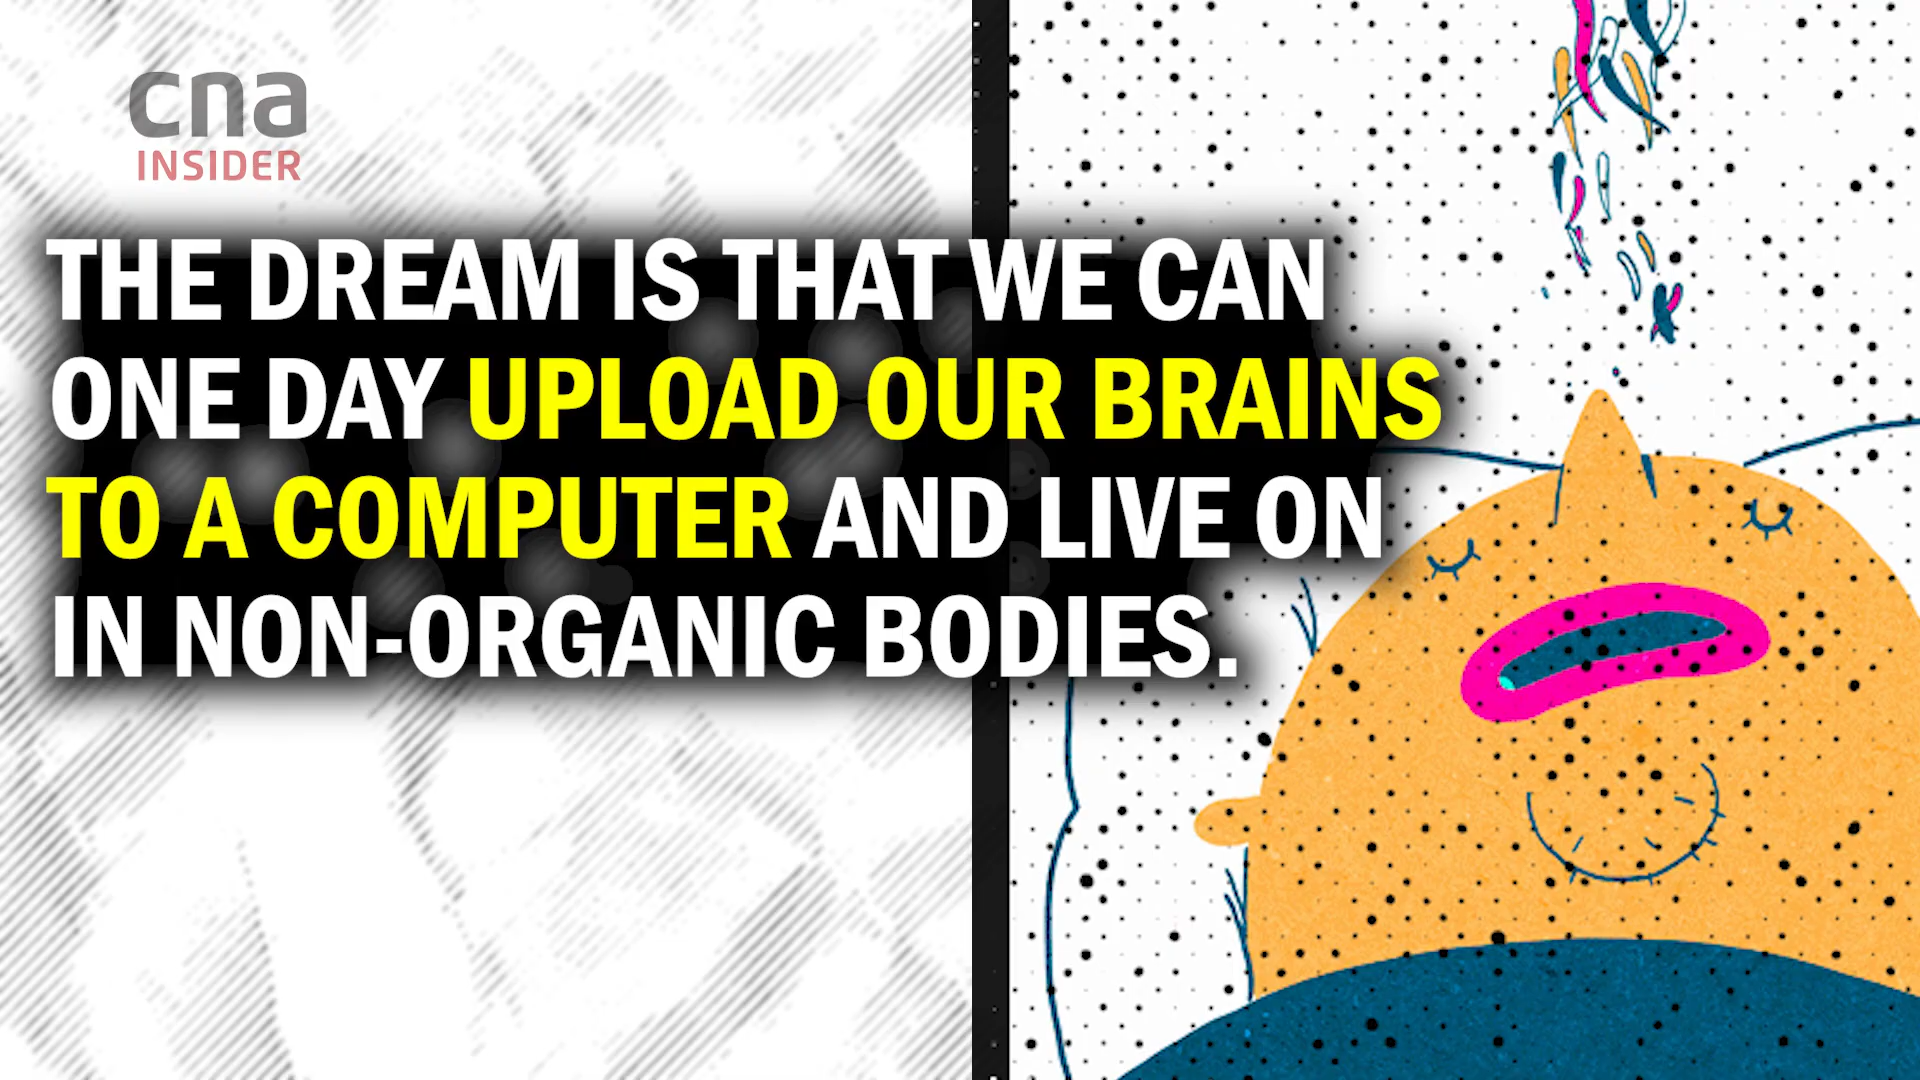 cna
INSIDER
THE DREAM IS THAT WE CAN
ONE DAY UPLOAD OUR BRAINS
TO A COMPUTER AND LIVE ON
IN NON-ORGANIC BODIES.